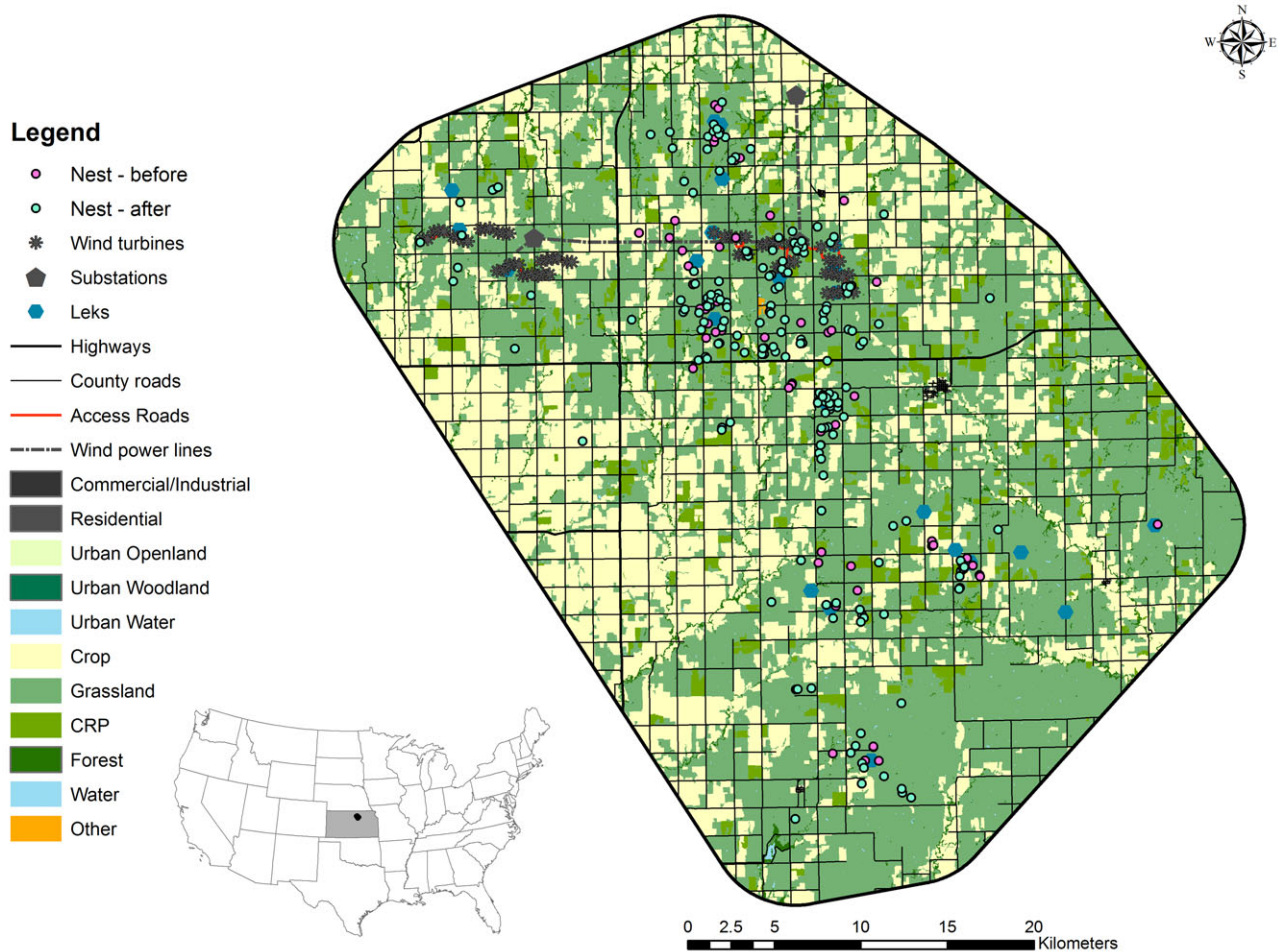 N
W E
S
Legend
Nest - before
Nest - after
Wind turbines
Substations
Leks
Highways
County roads
Access Roads
Wind power lines
Commercial/Industrial
Residential
Urban Openland
Urban Woodland
Urban Water
Crop
Grassland
CRP
Forest
Water
Other
0 2.5 5 10 15 20
Kilometers